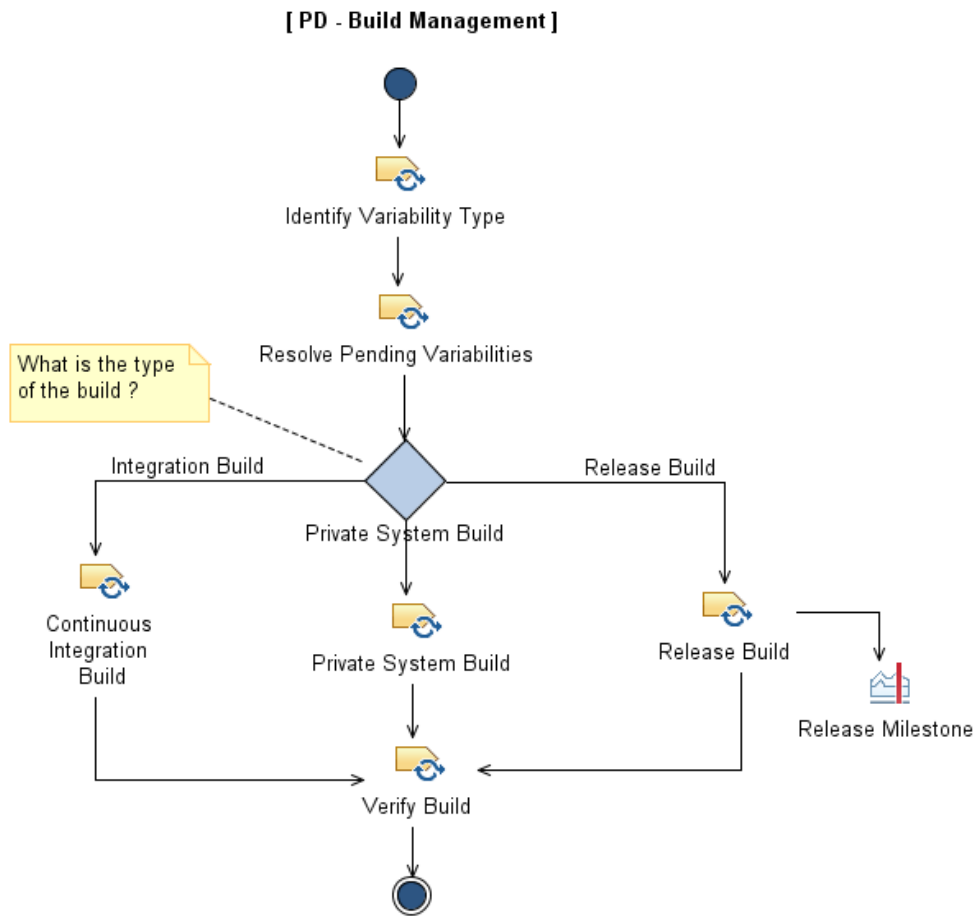 [ PD - Build Management ]
Identify Variability Type
Resolve Pending Variabilities
What is the type
of the build ?
Integration Build
Release Build
Private System Build
Continuous
Integration
Build
Private System Build
Release Build
Release Milestone
Verify Build